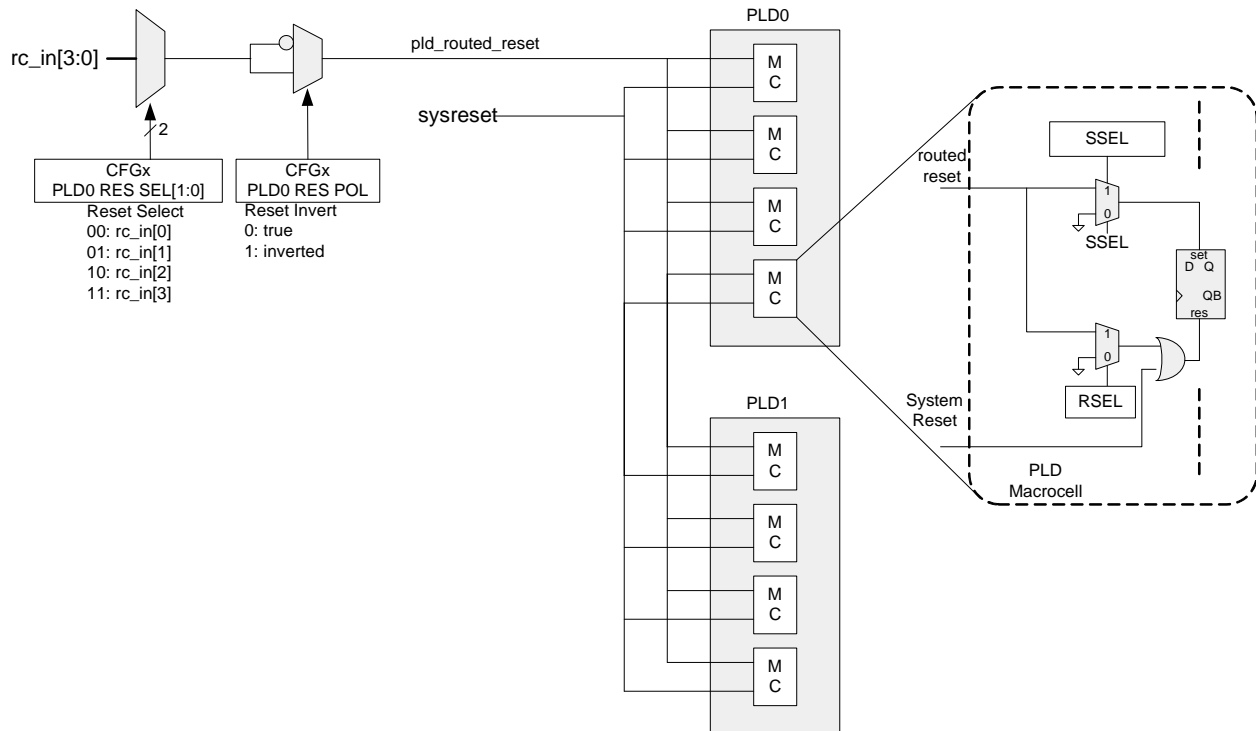 rc_in[3:0]
2
CFGx
PLD0 RES SEL[1:0]
Reset Select
00: rc_in[0]
01: rc_in[1]
10: rc_in[2]
11: rc_in[3]
CFGx
PLD0 RES POL
Reset Invert
0: true
1: inverted
pld_routed_reset
sysreset
PLD0
M
C
M
C
M
C
M
C
PLD1
M
C
M
C
M
C
M
C
routed
reset
SSEL
1
0
SSEL
set
D Q
QB
res
1
0
RSEL
System
Reset
PLD
Macrocell